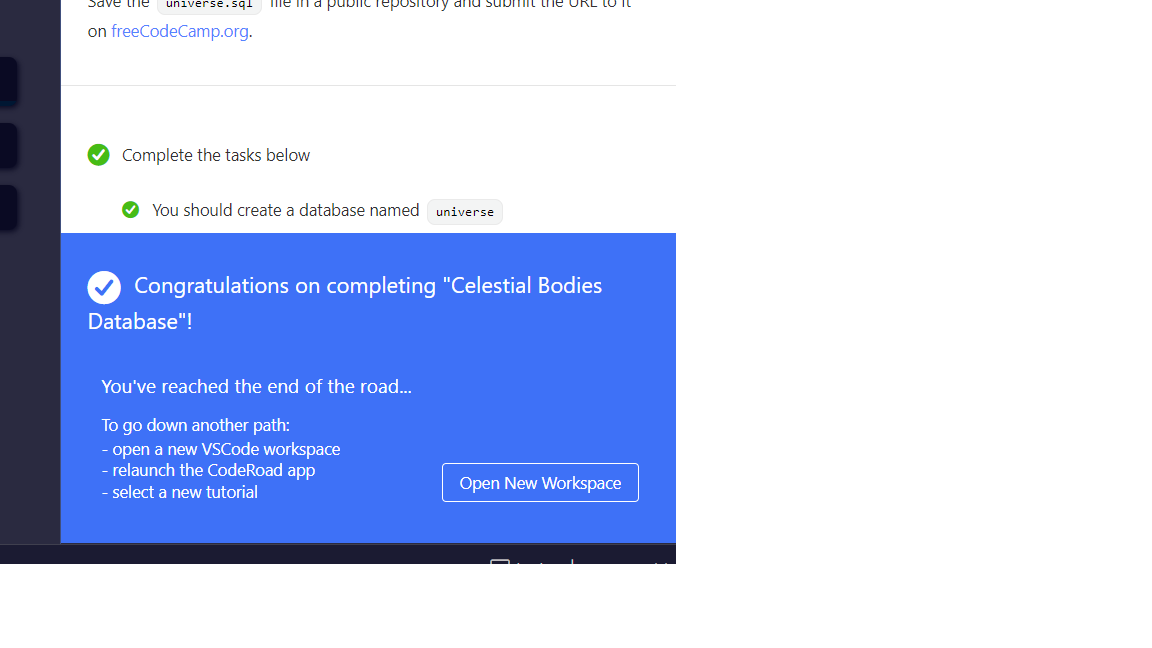 Save the universe.sql file in a public repository and submit the URL to it
on freeCodeCamp.org.
Complete the tasks below
You should create a database named universe
Congratulations on completing "Celestial Bodies
Database"!
You've reached the end of the road...
To go down another path:
- open a new VSCode workspace
- relaunch the CodeRoad app
- select a new tutorial
Open New Workspace